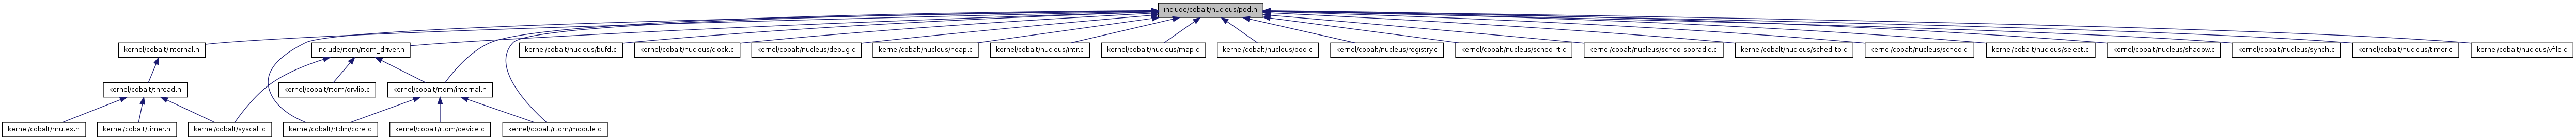 include/cobalt/nucleus/pod.h
kernel/cobalt/internal.h
include/rtdm/rtdm_driver.h
kernel/cobalt/nucleus/bufd.c
kernel/cobalt/nucleus/clock.c
kernel/cobalt/nucleus/debug.c
kernel/cobalt/nucleus/heap.c
kernel/cobalt/nucleus/intr.c
kernel/cobalt/nucleus/map.c
kernel/cobalt/nucleus/pod.c
kernel/cobalt/nucleus/registry.c
kernel/cobalt/nucleus/sched-rt.c
kernel/cobalt/nucleus/sched-sporadic.c
kernel/cobalt/nucleus/sched-tp.c
kernel/cobalt/nucleus/sched.c
kernel/cobalt/nucleus/select.c
kernel/cobalt/nucleus/shadow.c
kernel/cobalt/nucleus/synch.c
kernel/cobalt/nucleus/timer.c
kernel/cobalt/nucleus/vfile.c
kernel/cobalt/thread.h
kernel/cobalt/rtdm/drvlib.c
kernel/cobalt/rtdm/internal.h
kernel/cobalt/mutex.h
kernel/cobalt/timer.h
kernel/cobalt/syscall.c
kernel/cobalt/rtdm/core.c
kernel/cobalt/rtdm/device.c
kernel/cobalt/rtdm/module.c